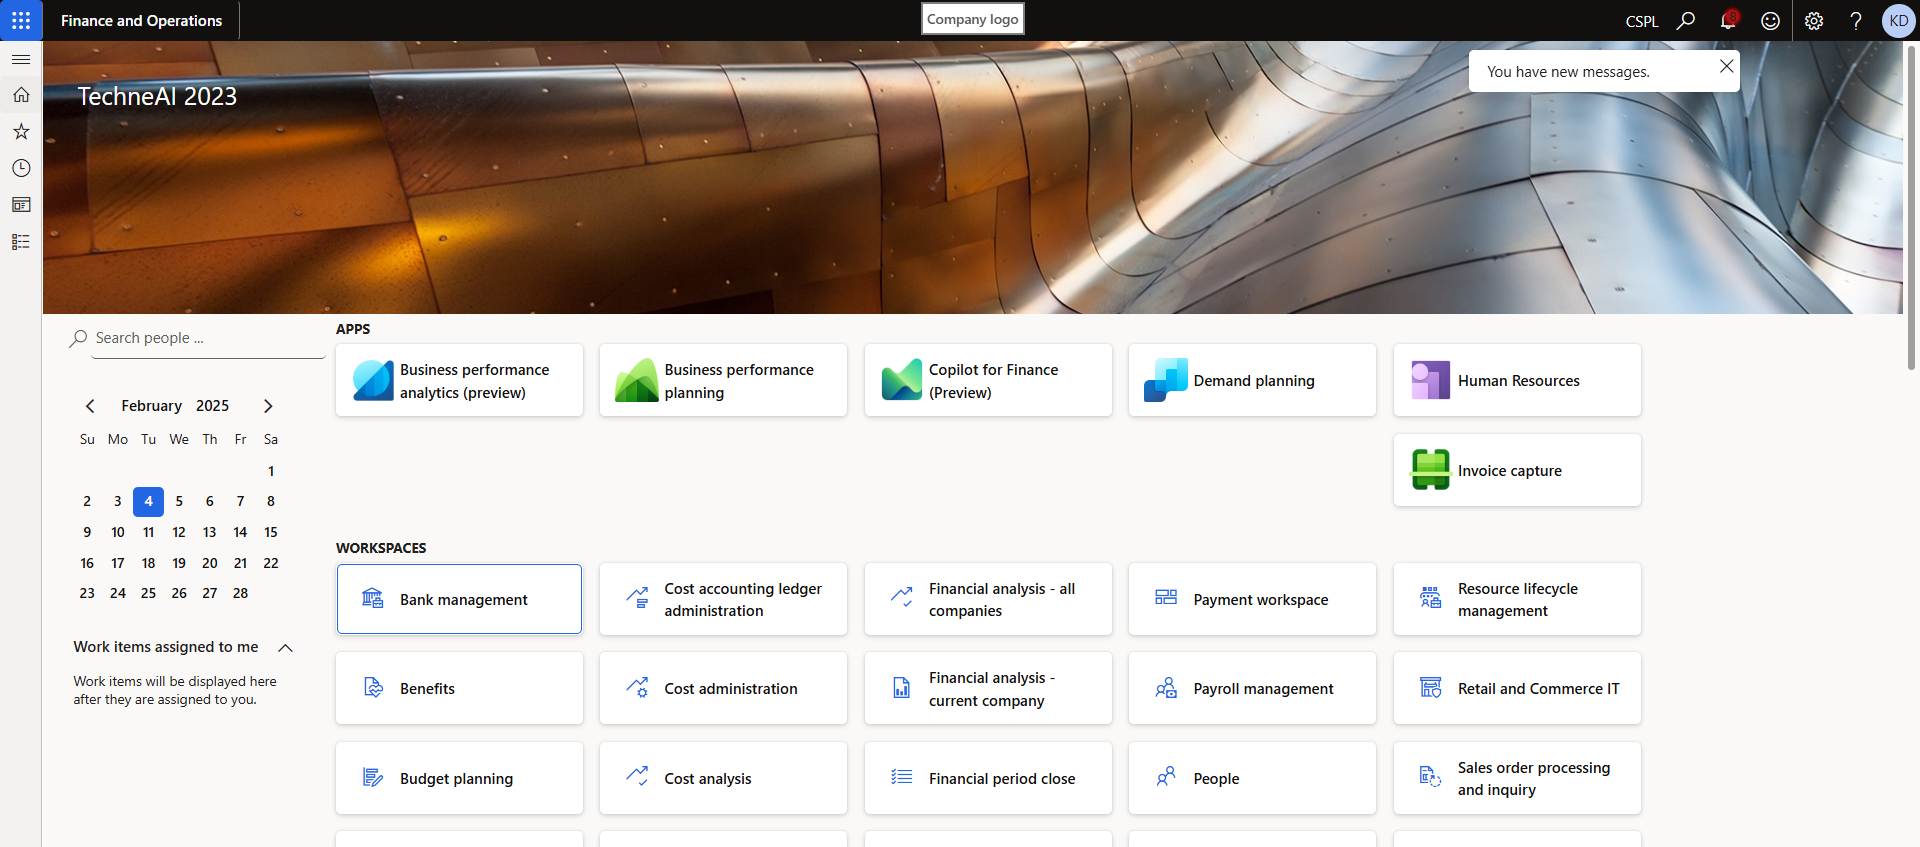 Finance and Operations
Company logo
CSPL
8
KD
TechneAI 2023
You have new messages.
Search people ...
February 2025
Su Mo Tu We Th Fr Sa
1
2 3 4 5 6 7 8
9 10 11 12 13 14 15
16 17 18 19 20 21 22
23 24 25 26 27 28
Work items assigned to me
Work items will be displayed here
after they are assigned to you.
APPS
Business performance
analytics (preview)
Business performance
planning
Copilot for Finance
(Preview)
Demand planning
Human Resources
Invoice capture
WORKSPACES
Bank management
Cost accounting ledger
administration
Financial analysis - all
companies
Payment workspace
Resource lifecycle
management
Benefits
Cost administration
Financial analysis -
current company
Payroll management
Retail and Commerce IT
Budget planning
Cost analysis
Financial period close
People
Sales order processing
and inquiry